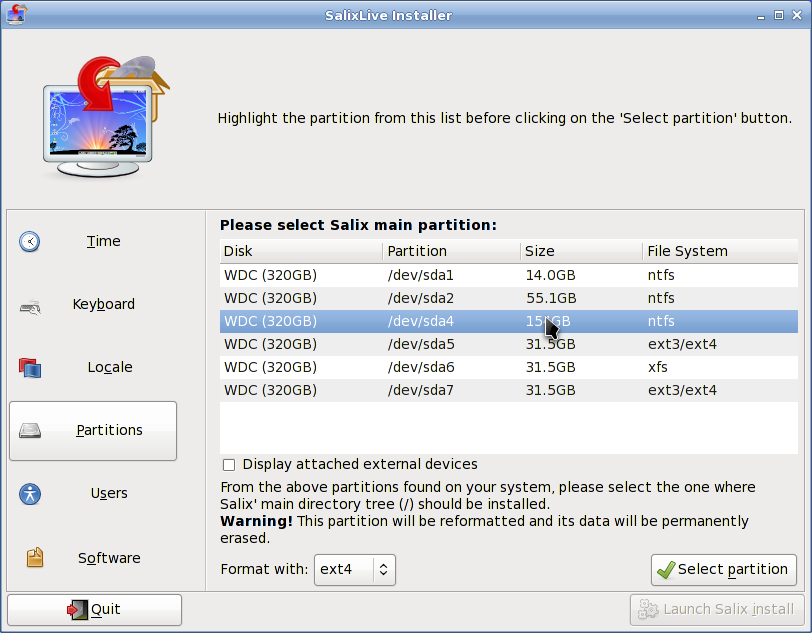 SalixLive Installer
Highlight the partition from this list before clicking on the 'Select partition' button.
Time
Keyboard
Locale
Partitions
Users
Software
Please select Salix main partition:
Disk Partition Size File System
WDC (320GB) /dev/sda1 14.0GB ntfs
WDC (320GB) /dev/sda2 55.1GB ntfs
WDC (320GB) /dev/sda4 ntfs
WDC (320GB) /dev/sda5 31.5GB ext3/ext4
WDC (320GB) /dev/sda6 31.5GB xfs
WDC (320GB) /dev/sda7 31.5GB ext3/ext4
Display attached external devices
From the above partitions found on your system, please select the one where
Salix' main directory tree (/) should be installed.
Warning! This partition will be reformatted and its data will be permanently
erased.
Format with: ext4
Select partition
Quit
Launch Salix install